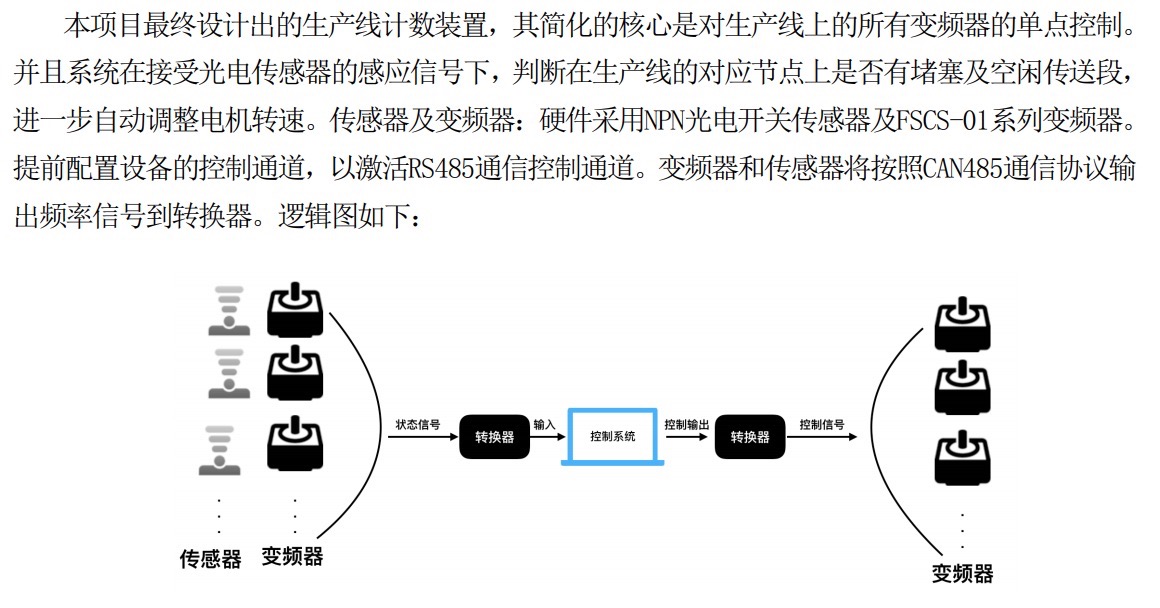 本项目最终设计出的生产线计数装置，其简化的核心是对生产线上的所有变频器的单点控制。
并且系统在接受光电传感器的感应信号下，判断在生产线的对应节点上是否有堵塞及空闲传送段，
进一步自动调整电机转速。传感器及变频器：硬件采用NPN光电开关传感器及FSCS-01系列变频器。
提前配置设备的控制通道，以激活RS485通信控制通道。变频器和传感器将按照CAN485通信协议输
出频率信号到转换器。逻辑图如下：
状态信号
转换器
输入
控制系统
控制输出
转换器
控制信号
传感器
变频器
变频器